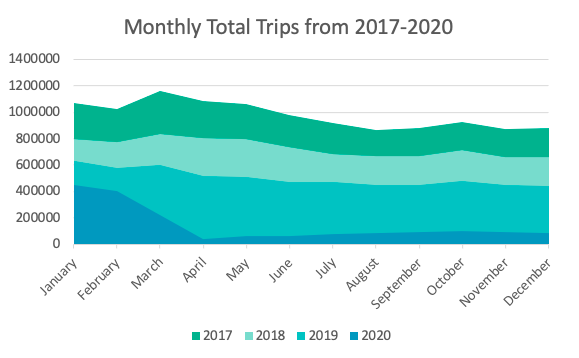 Monthly Total Trips from 2017-2020
1400000
1200000
1000000
800000
600000
400000
200000
0
January
February
March
April
May
June
July
August
September
October
November
December
2017 2018 2019 2020